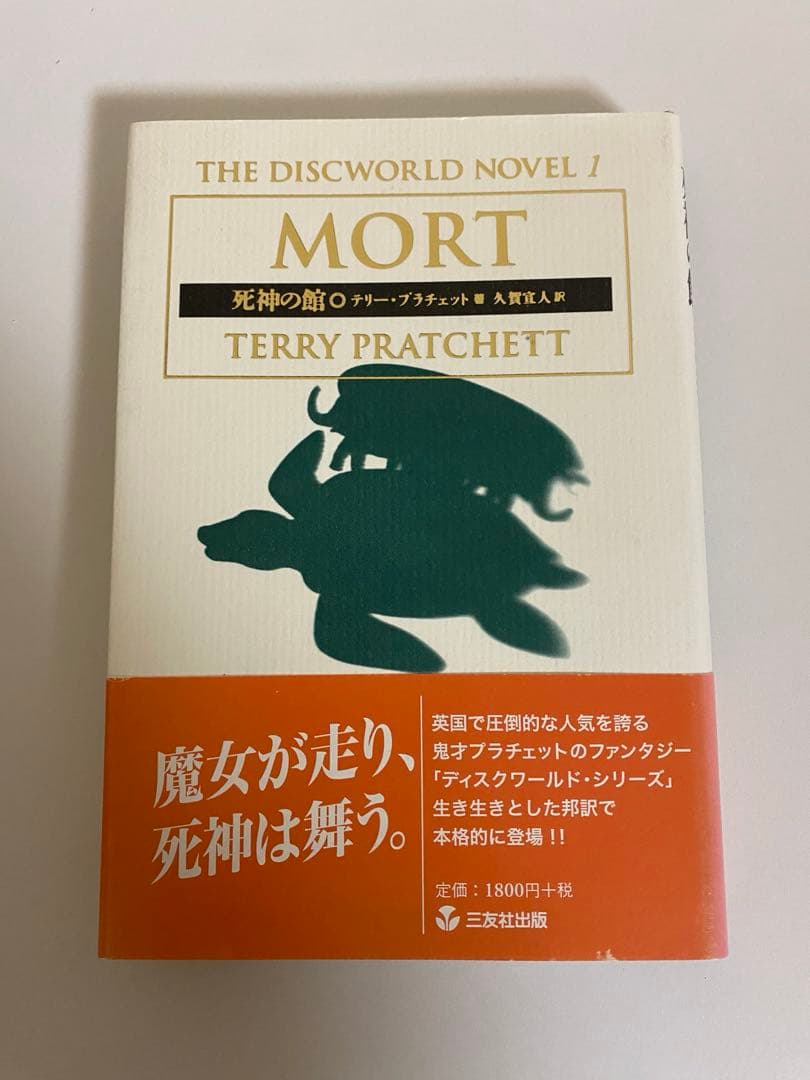 THE DISCWORLD NOVEL 1
MORT
死神の館○テリー・プラチェット 著 久賀宣人 訳
TERRY PRATCHETT
魔女が走り、
死神は舞う。
英国で圧倒的な人気を誇る
鬼才プラチェットのファンタジー
「ディスクワールド・シリーズ」
生き生きとした邦訳で
本格的に登場!!
定価：1800円+税
三友社出版